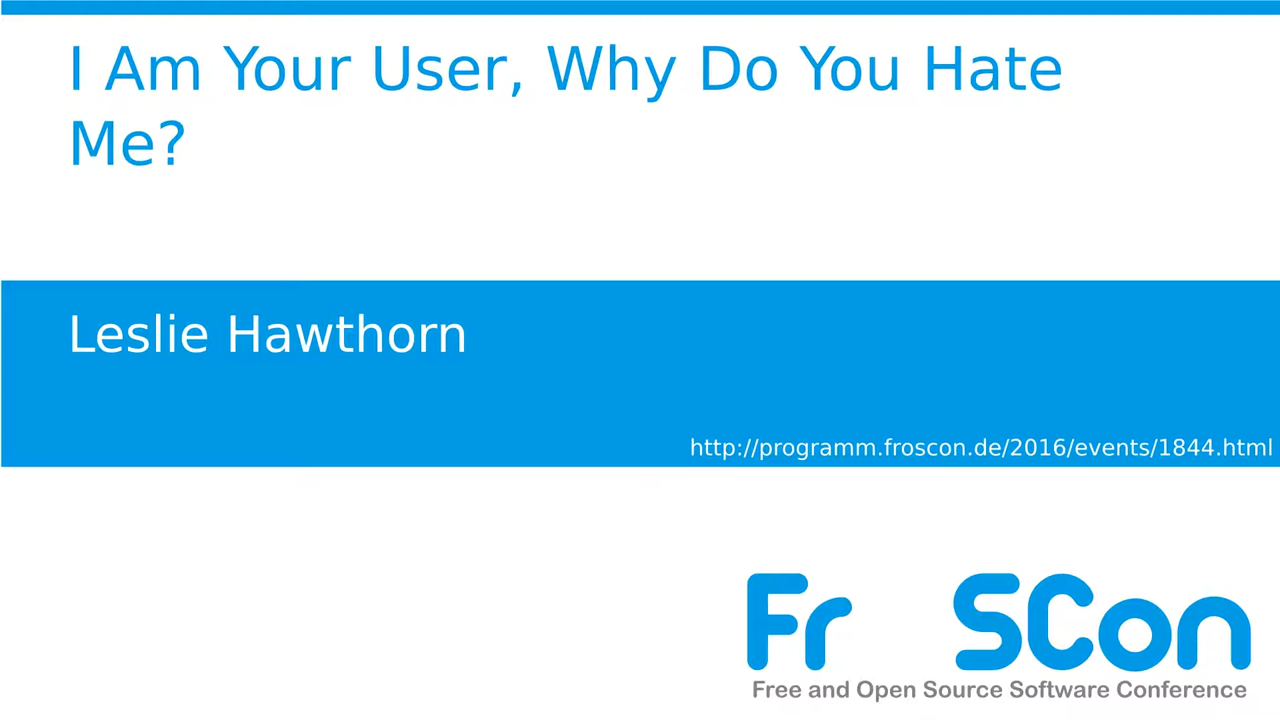 I Am Your User, Why Do You Hate
Me?
Leslie Hawthorn
http://programm.froscon.de/2016/events/1844.html
Fr SCon
Free and Open Source Software Conference